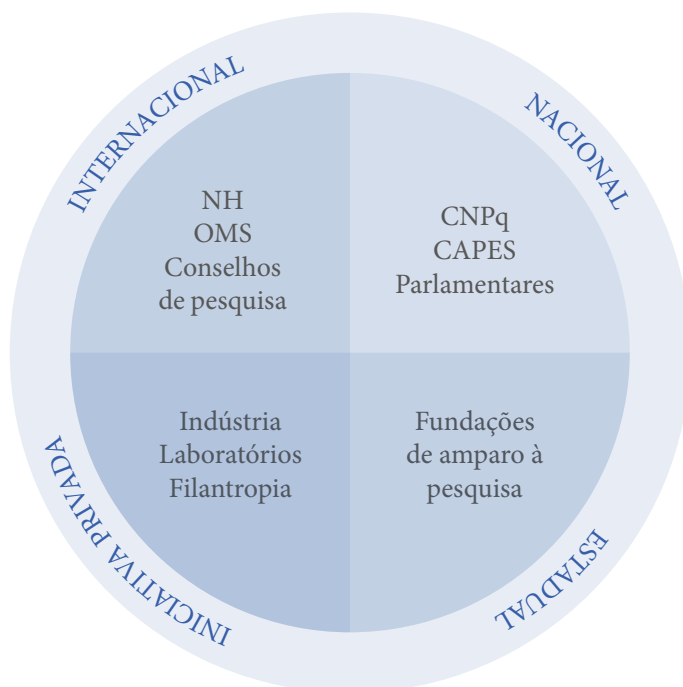 INTERNACIONAL
NH
OMS
Conselhos
de pesquisa
NACIONAL
CNPq
CAPES
Parlamentares
INICIATIVA PRIVADA
Indústria
Laboratórios
Filantropia
ESTADUAL
Fundações
de amparo à
pesquisa